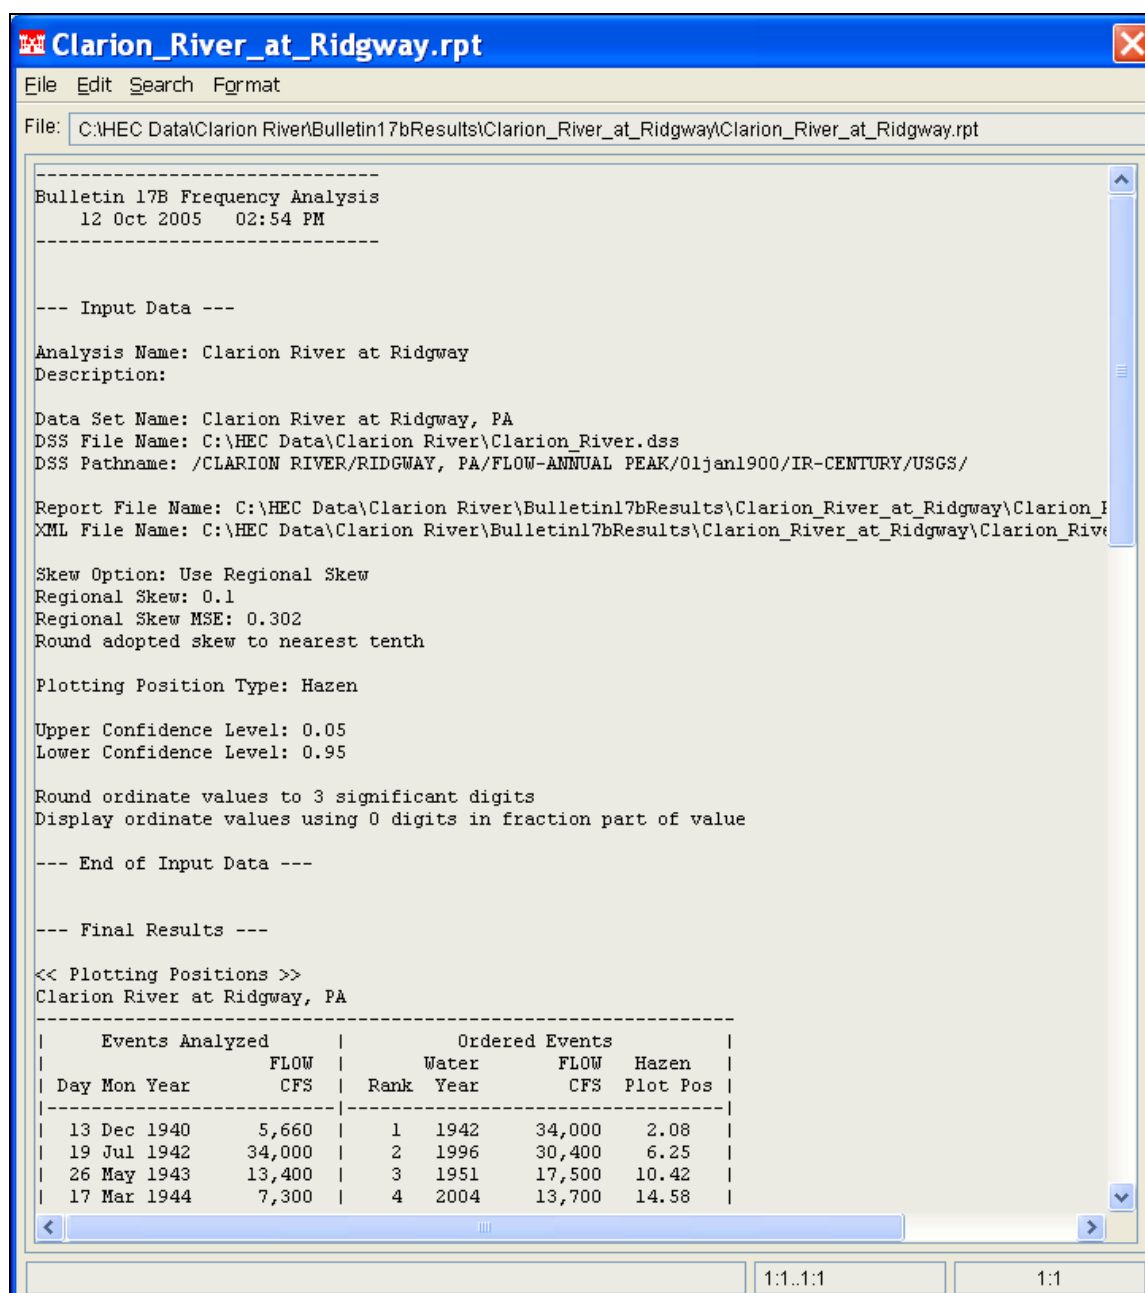 Clarion_River_at_Ridgway.rpt
File Edit Search Format
File: C:\HEC Data\Clarion River\Bulletin17bResults\Clarion_River_at_Ridgway\Clarion_River_at_Ridgway.rpt
-------------------------------
Bulletin 17B Frequency Analysis
    12 Oct 2005   02:54 PM
-------------------------------
--- Input Data ---
Analysis Name: Clarion River at Ridgway
Description:
Data Set Name: Clarion River at Ridgway, PA
DSS File Name: C:\HEC Data\Clarion River\Clarion_River.dss
DSS Pathname: /CLARION RIVER/RIDGWAY, PA/FLOW-ANNUAL PEAK/01jan1900/IR-CENTURY/USGS/
Report File Name: C:\HEC Data\Clarion River\Bulletin17bResults\Clarion_River_at_Ridgway\Clarion_
XML File Name: C:\HEC Data\Clarion River\Bulletin17bResults\Clarion_River_at_Ridgway\Clarion_Rive
Skew Option: Use Regional Skew
Regional Skew: 0.1
Regional Skew MSE: 0.302
Round adopted skew to nearest tenth
Plotting Position Type: Hazen
Upper Confidence Level: 0.05
Lower Confidence Level: 0.95
Round ordinate values to 3 significant digits
Display ordinate values using 0 digits in fraction part of value
--- End of Input Data ---
--- Final Results ---
<< Plotting Positions >>
Clarion River at Ridgway, PA
---------------------------------------------------------------
|     Events Analyzed      |          Ordered Events          |
|                    FLOW  |       Water       FLOW   Hazen   |
| Day Mon Year        CFS  |  Rank  Year        CFS  Plot Pos |
|--------------------------|----------------------------------|
|  13 Dec 1940      5,660  |    1   1942     34,000    2.08   |
|  19 Jul 1942     34,000  |    2   1996     30,400    6.25   |
|  26 May 1943     13,400  |    3   1951     17,500   10.42   |
|  17 Mar 1944      7,300  |    4   2004     13,700   14.58   |
1:1..1:1 1:1